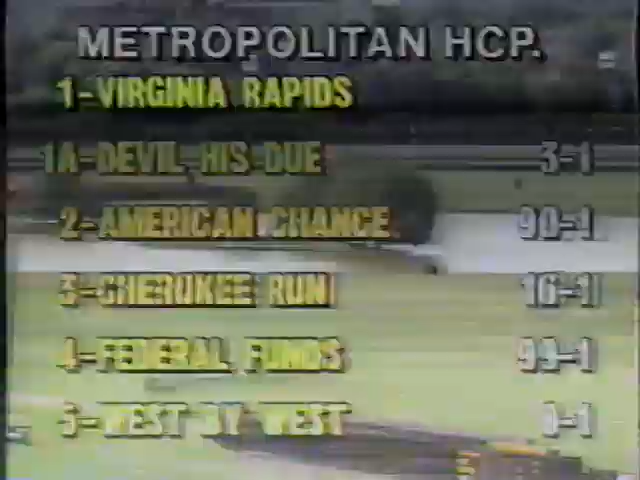 METROPOLITAN HCP.
1-VIRGINIA RAPIDS
1A-DEVIL HIS DUE 3-1
2-AMERICAN CHANCE 90-1
3-CHEROKEE RUN 16-1
4-FEDERAL FUNDS 99-1
5-WEST BY WEST